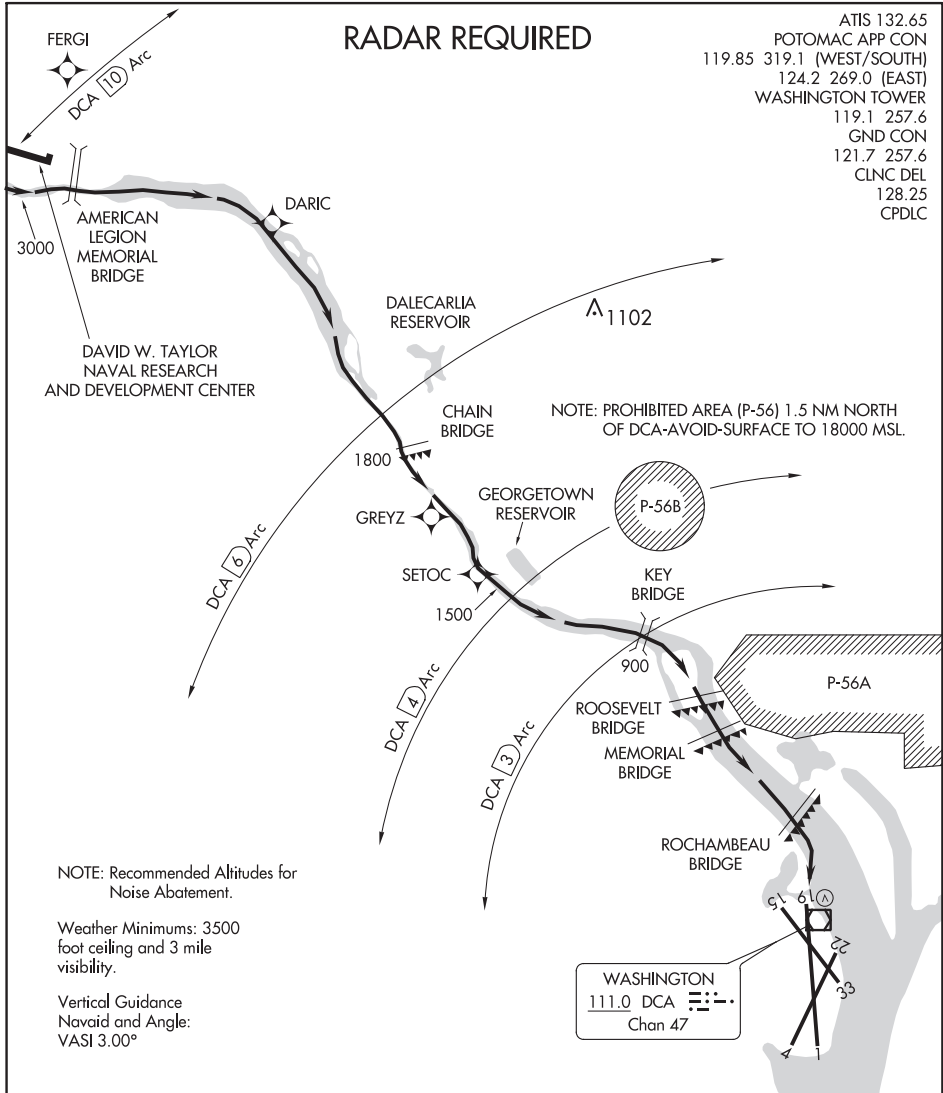 RADAR REQUIRED
ATIS 132.65
POTOMAC APP CON
119.85 319.1 (WEST/SOUTH)
124.2 269.0 (EAST)
WASHINGTON TOWER
119.1 257.6
GND CON
121.7 257.6
CLNC DEL
128.25
CPDLC
FERGI
DCA 10 Arc
3000
AMERICAN
LEGION
MEMORIAL
BRIDGE
DARIC
DAVID W. TAYLOR
NAVAL RESEARCH
AND DEVELOPMENT CENTER
DALECARLIA
RESERVOIR
1102
CHAIN
BRIDGE
1800
NOTE: PROHIBITED AREA (P-56) 1.5 NM NORTH
OF DCA-AVOID-SURFACE TO 18000 MSL.
GREYZ
GEORGETOWN
RESERVOIR
P-56B
DCA 6 Arc
SETOC
1500
KEY
BRIDGE
900
DCA 4 Arc
P-56A
ROOSEVELT
BRIDGE
MEMORIAL
BRIDGE
DCA 3 Arc
ROCHAMBEAU
BRIDGE
NOTE: Recommended Altitudes for
Noise Abatement.
Weather Minimums: 3500
foot ceiling and 3 mile
visibility.
Vertical Guidance
Navaid and Angle:
VASI 3.00°
15
19
V
22
33
4
1
WASHINGTON
111.0 DCA
Chan 47